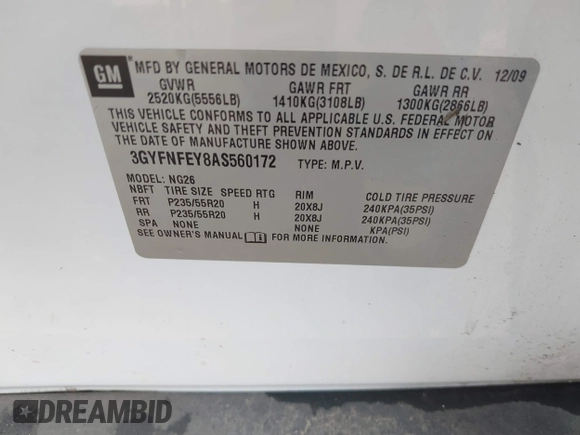 GM
MFD BY GENERAL MOTORS DE MEXICO, S. DE R.L. DE C.V. 12/09
GVWR GAWR FRT GAWR RR
2520KG(5556LB) 1410KG(3108LB) 1300KG(2866LB)
THIS VEHICLE CONFORMS TO ALL APPLICABLE U.S. FEDERAL MOTOR
VEHICLE SAFETY AND THEFT PREVENTION STANDARDS IN EFFECT ON
THE DATE OF MANUFACTURE SHOWN ABOVE.
3GYFNFEY8AS560172 TYPE: M.P.V.
MODEL: NG26
NBFT TIRE SIZE SPEED RTG RIM COLD TIRE PRESSURE
FRT P235/55R20 H 20X8J 240KPA(35PSI)
RR P235/55R20 H 20X8J 240KPA(35PSI)
SPA NONE NONE KPA(PSI)
SEE OWNER'S MANUAL FOR MORE INFORMATION.
DREAMBID